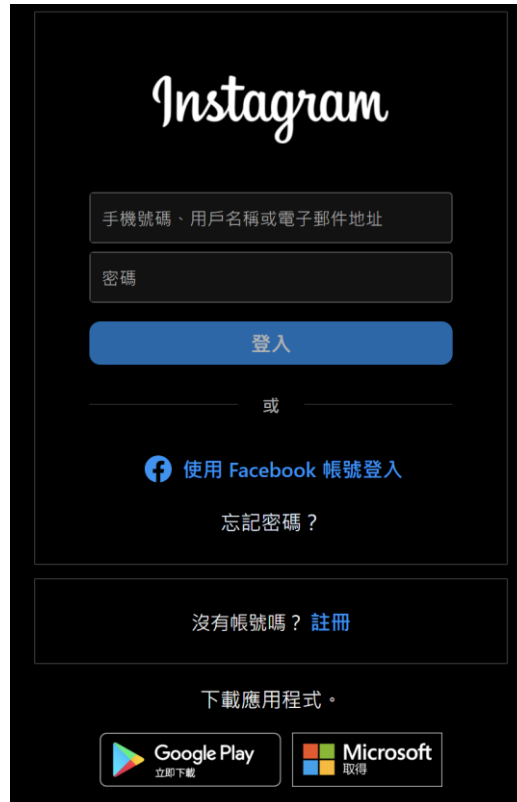 Instagram
手機號碼、用戶名稱或電子郵件地址
密碼
登入
或
使用 Facebook 帳號登入
忘記密碼？
沒有帳號嗎？ 註冊
下載應用程式。
Google Play
立即下載
Microsoft
取得